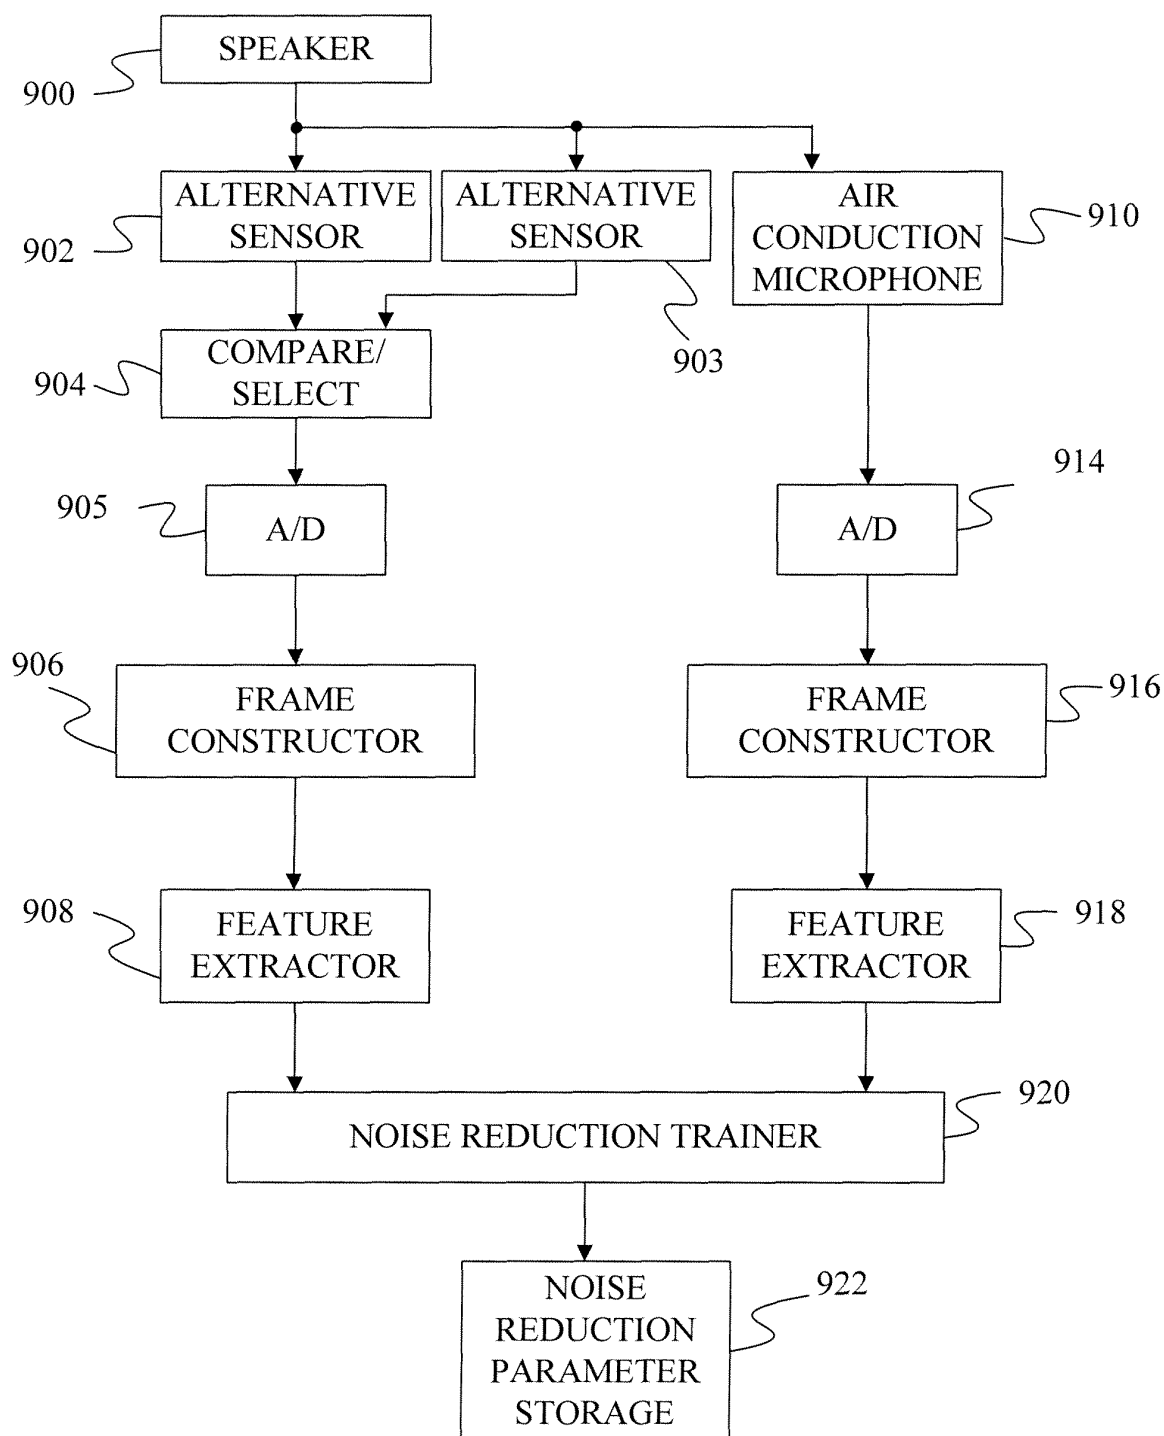 SPEAKER
900
ALTERNATIVE
SENSOR
902
ALTERNATIVE
SENSOR
903
AIR
CONDUCTION
MICROPHONE
910
COMPARE/
SELECT
904
A/D
905
A/D
914
FRAME
CONSTRUCTOR
906
FRAME
CONSTRUCTOR
916
FEATURE
EXTRACTOR
908
FEATURE
EXTRACTOR
918
NOISE REDUCTION TRAINER
920
NOISE
REDUCTION
PARAMETER
STORAGE
922